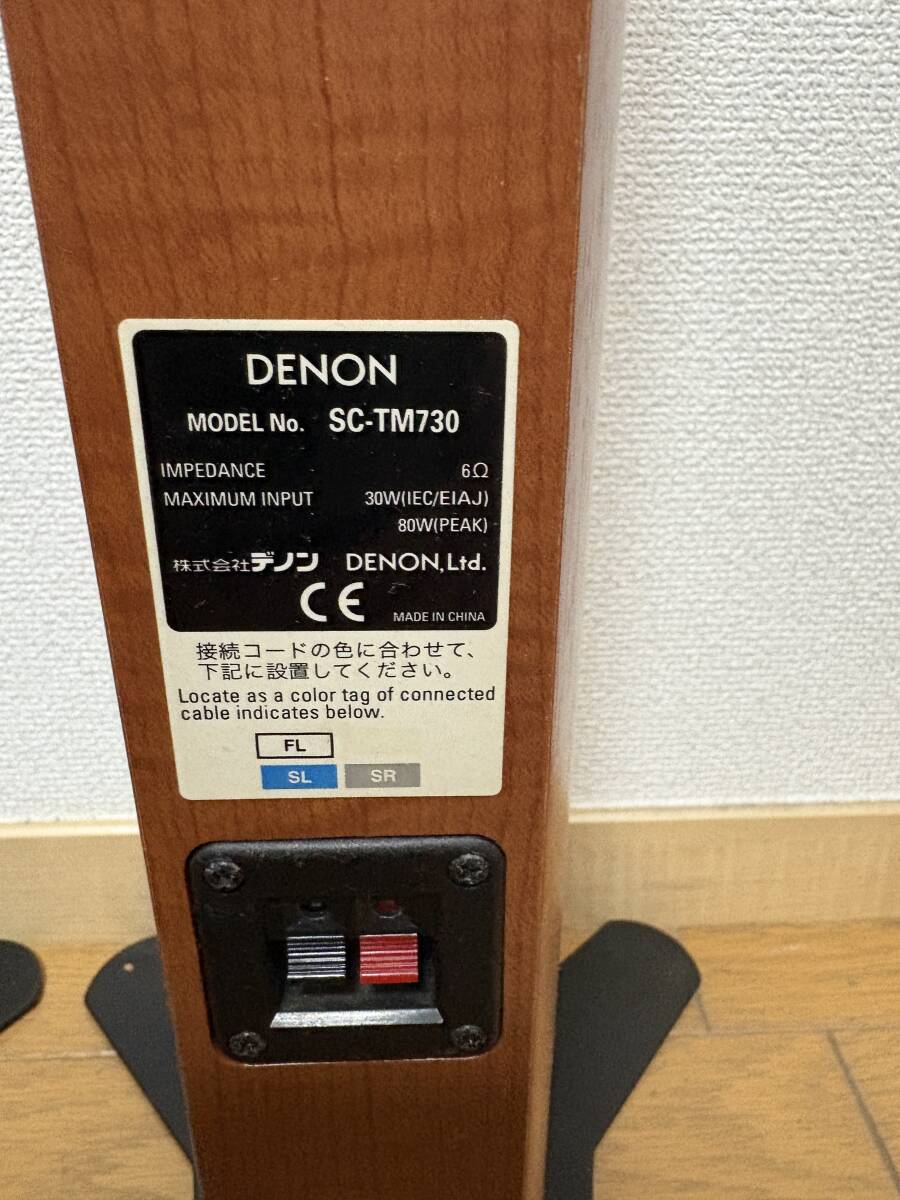 DENON
MODEL No. SC-TM730
IMPEDANCE 6Ω
MAXIMUM INPUT 30W(IEC/EIAJ)
80W(PEAK)
株式会社デノン DENON,Ltd.
CE MADE IN CHINA
接続コードの色に合わせて、
下記に設置してください。
Locate as a color tag of connected
cable indicates below.
FL
SL SR